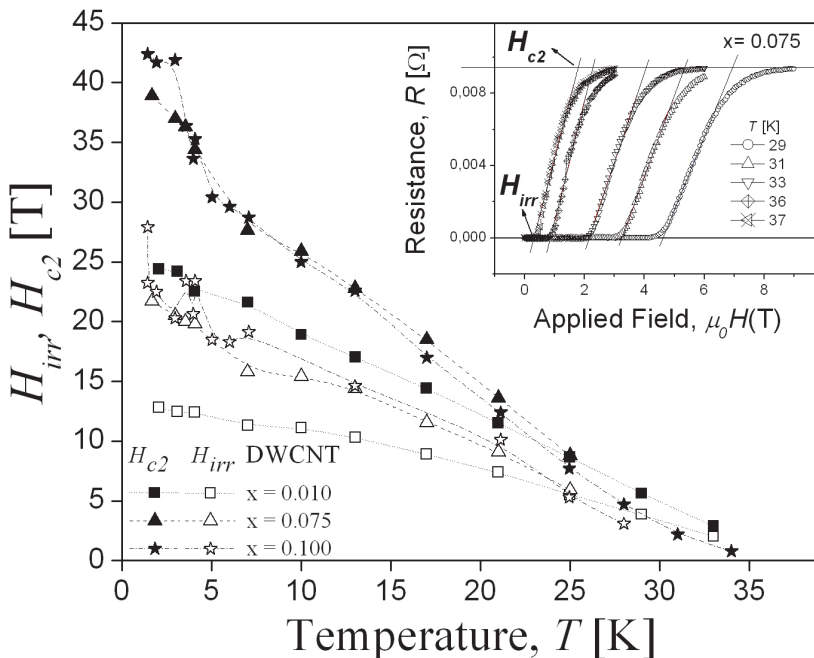 H_irr, H_c2 [T]
45
40
35
30
25
20
15
10
5
0
0
5
10
15
20
25
30
35
Temperature, T [K]
H_c2 H_irr DWCNT
x = 0.010
x = 0.075
x = 0.100
Resistance, R [Ω]
0,008
0,004
0,000
0
2
4
6
8
Applied Field, μ₀H(T)
H_c2
x= 0.075
H_irr
T [K]
29
31
33
36
37